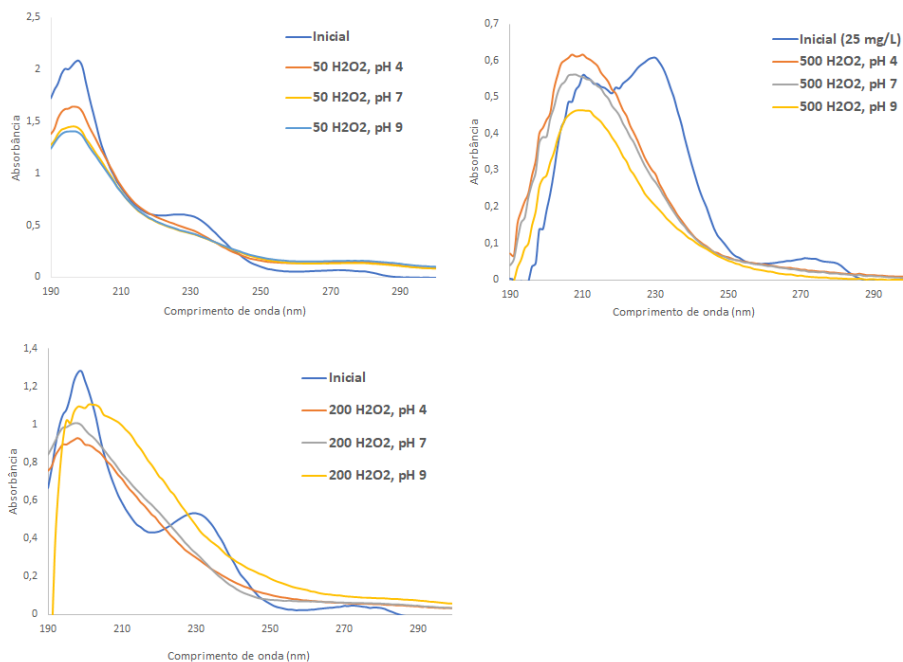 2,5
2
1,5
1
0,5
0
Absorbância
190 210 230 250 270 290
Comprimento de onda (nm)
Inicial
50 H2O2, pH 4
50 H2O2, pH 7
50 H2O2, pH 9
0,7
0,6
0,5
0,4
0,3
0,2
0,1
0
Absorbância
190 210 230 250 270 290
Comprimento de onda (nm)
Inicial (25 mg/L)
500 H2O2, pH 4
500 H2O2, pH 7
500 H2O2, pH 9
1,4
1,2
1
0,8
0,6
0,4
0,2
0
Absorbância
190 210 230 250 270 290
Comprimento de onda (nm)
Inicial
200 H2O2, pH 4
200 H2O2, pH 7
200 H2O2, pH 9